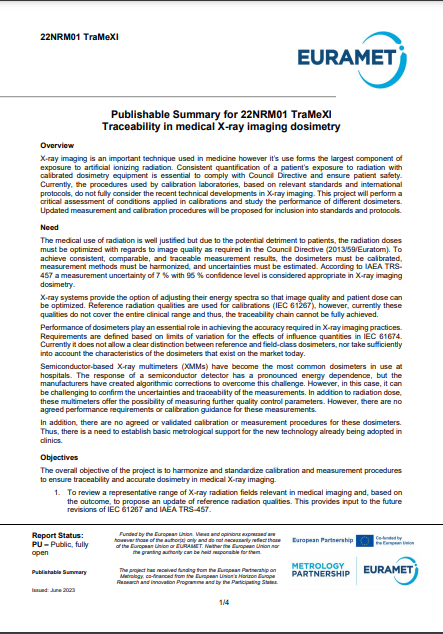 22NRM01 TraMeXI
EURAMET
Publishable Summary for 22NRM01 TraMeXI
Traceability in medical X-ray imaging dosimetry
Overview
X-ray imaging is an important technique used in medicine however it's use forms the largest component of
exposure to artificial ionizing radiation. Consistent quantification of a patient's exposure to radiation with
calibrated dosimetry equipment is essential to comply with Council Directive and ensure patient safety.
Currently, the procedures used by calibration laboratories, based on relevant standards and international
protocols, do not fully consider the recent technical developments in X-ray imaging. This project will perform a
critical assessment of conditions applied in calibrations and study the performance of different dosimeters.
Updated measurement and calibration procedures will be proposed for inclusion into standards and protocols.
Need
The medical use of radiation is well justified but due to the potential detriment to patients, the radiation doses
must be optimized with regards to image quality as required in the Council Directive (2013/59/Euratom). To
achieve consistent, comparable, and traceable measurement results, the dosimeters must be calibrated,
measurement methods must be harmonized, and uncertainties must be estimated. According to IAEA TRS-
457 a measurement uncertainty of 7 % with 95 % confidence level is considered appropriate in X-ray imaging
dosimetry.
X-ray systems provide the option of adjusting their energy spectra so that image quality and patient dose can
be optimized. Reference radiation qualities are used for calibrations (IEC 61267), however, currently these
qualities do not cover the entire clinical range and thus, the traceability chain cannot be fully achieved.
Performance of dosimeters play an essential role in achieving the accuracy required in X-ray imaging practices.
Requirements are defined based on limits of variation for the effects of influence quantities in IEC 61674.
Currently it does not allow a clear distinction between reference and field-class dosimeters, nor take sufficiently
into account the characteristics of the dosimeters that exist on the market today.
Semiconductor-based X-ray multimeters (XMMs) have become the most common dosimeters in use at
hospitals. The response of a semiconductor detector has a pronounced energy dependence, but the
manufacturers have created algorithmic corrections to overcome this challenge. However, in this case, it can
be challenging to confirm the uncertainties and traceability of the measurements. In addition to radiation dose,
these multimeters offer the possibility of measuring further quality control parameters. However, there are no
agreed performance requirements or calibration guidance for these measurements.
In addition, there are no agreed or validated calibration or measurement procedures for these dosimeters.
Thus, there is a need to establish basic metrological support for the new technology already being adopted in
clinics.
Objectives
The overall objective of the project is to harmonize and standardize calibration and measurement procedures
to ensure traceability and accurate dosimetry in medical X-ray imaging.
1. To review a representative range of X-ray radiation fields relevant in medical imaging and, based on
the outcome, to propose an update of reference radiation qualities. This provides input to the future
revisions of IEC 61267 and IAEA TRS-457.
Report Status:
PU – Public, fully
open
Publishable Summary
Issued: June 2023
Funded by the European Union. Views and opinions expressed are
however those of the author(s) only and do not necessarily reflect those
of the European Union or EURAMET. Neither the European Union nor
the granting authority can be held responsible for them.
The project has received funding from the European Partnership on
Metrology, co-financed from the European Union's Horizon Europe
Research and Innovation Programme and by the Participating States.
European Partnership
Co-funded by
the European Union
METROLOGY
PARTNERSHIP
EURAMET
1/4